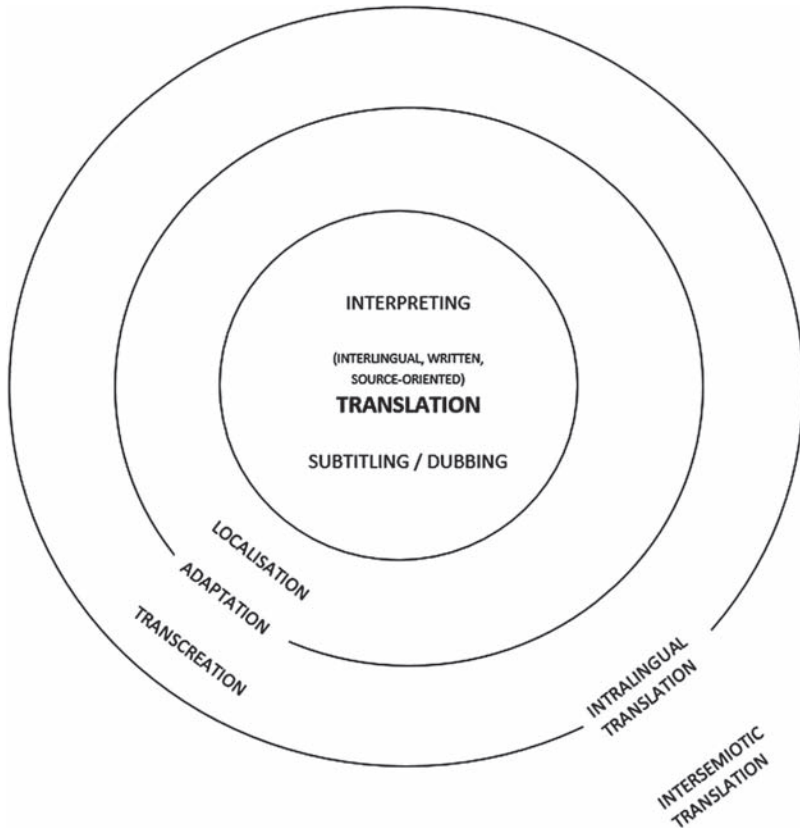 INTERPRETING
(INTERLINGUAL, WRITTEN,
SOURCE-ORIENTED)
TRANSLATION
SUBTITLING / DUBBING
LOCALISATION
ADAPTATION
TRANSCREATION
INTRALINGUAL
TRANSLATION
INTERSEMIOTIC
TRANSLATION